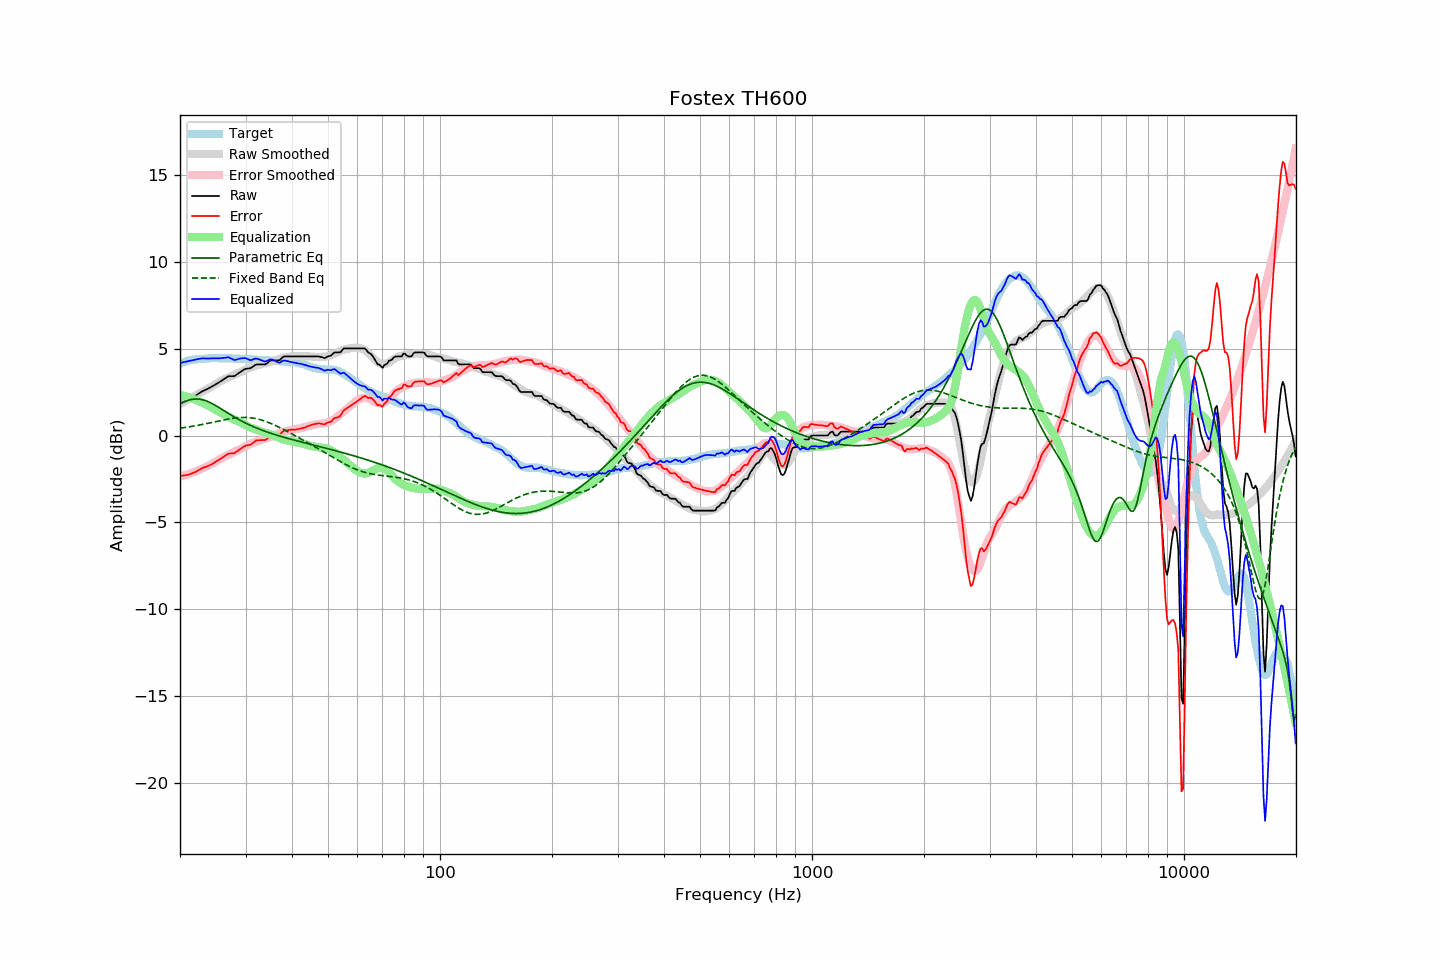 Fostex TH600
Target
Raw Smoothed
Error Smoothed
Raw
Error
Equalization
Parametric Eq
Fixed Band Eq
Equalized
15
10
5
0
−5
−10
−15
−20
Amplitude (dBr)
100
1000
10000
Frequency (Hz)